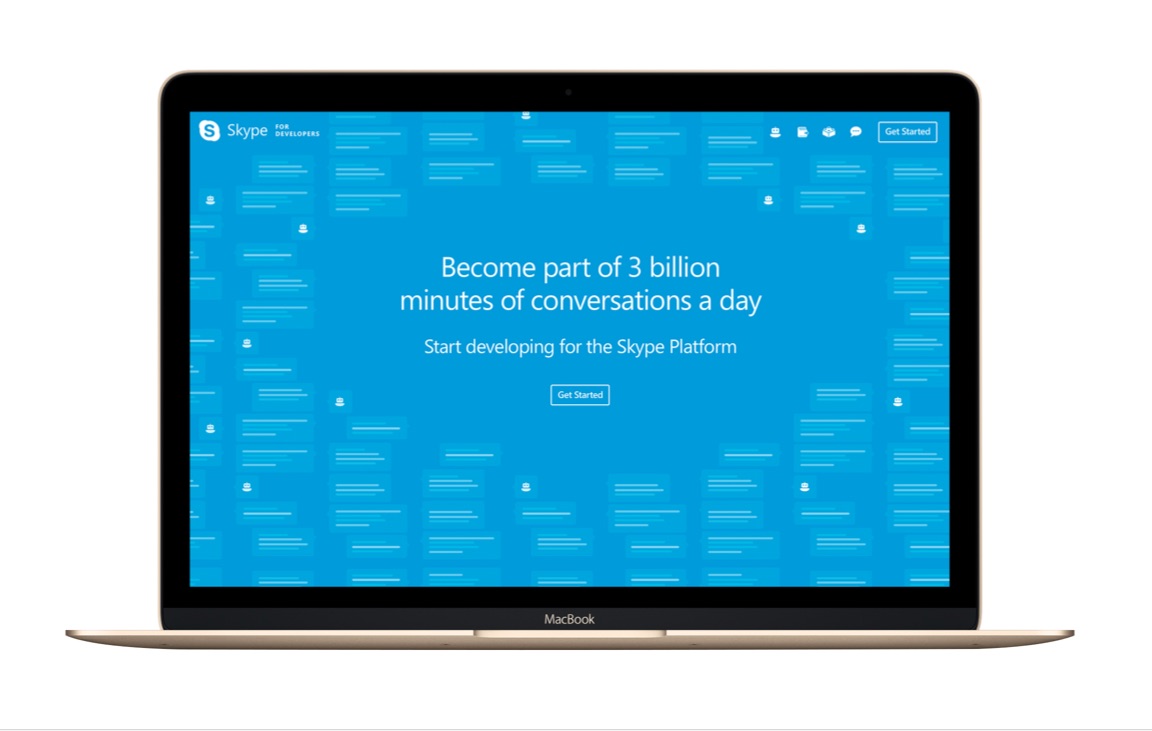 Skype FOR DEVELOPERS
Get Started
Become part of 3 billion
minutes of conversations a day
Start developing for the Skype Platform
Get Started
MacBook